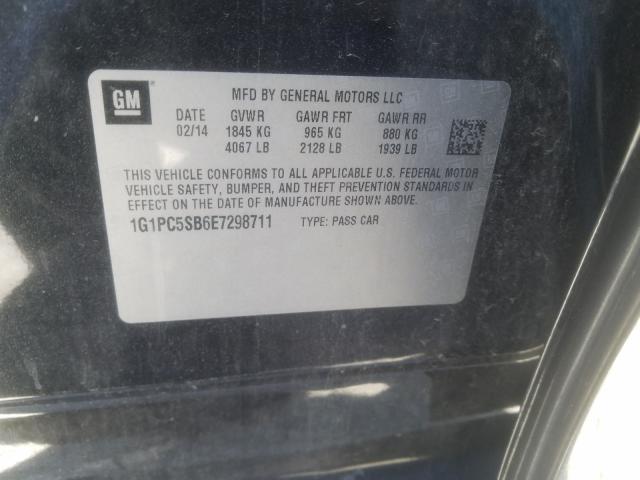 GM
MFD BY GENERAL MOTORS LLC
DATE GVWR GAWR FRT GAWR RR
02/14 1845 KG 965 KG 880 KG
4067 LB 2128 LB 1939 LB
THIS VEHICLE CONFORMS TO ALL APPLICABLE U.S. FEDERAL MOTOR
VEHICLE SAFETY, BUMPER, AND THEFT PREVENTION STANDARDS IN
EFFECT ON THE DATE OF MANUFACTURE SHOWN ABOVE.
1G1PC5SB6E7298711 TYPE: PASS CAR